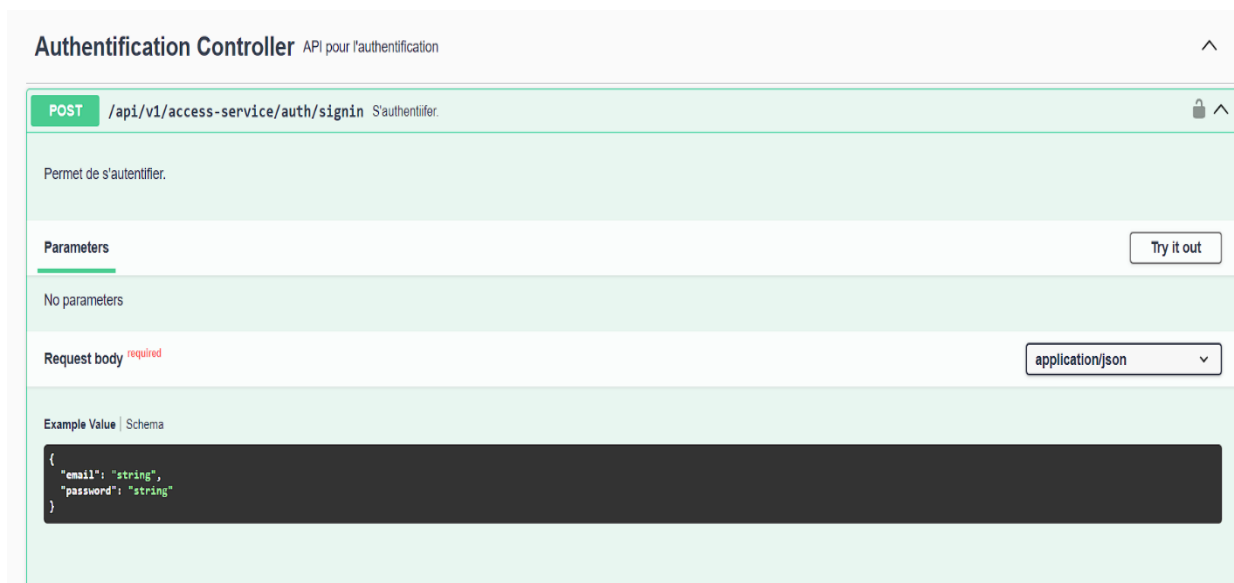 Authentification Controller API pour l'authentification
POST /api/v1/access-service/auth/signin S'authentiifer.
Permet de s'autentifier.
Parameters
Try it out
No parameters
Request body required
application/json
Example Value | Schema
{
"email": "string",
"password": "string"
}